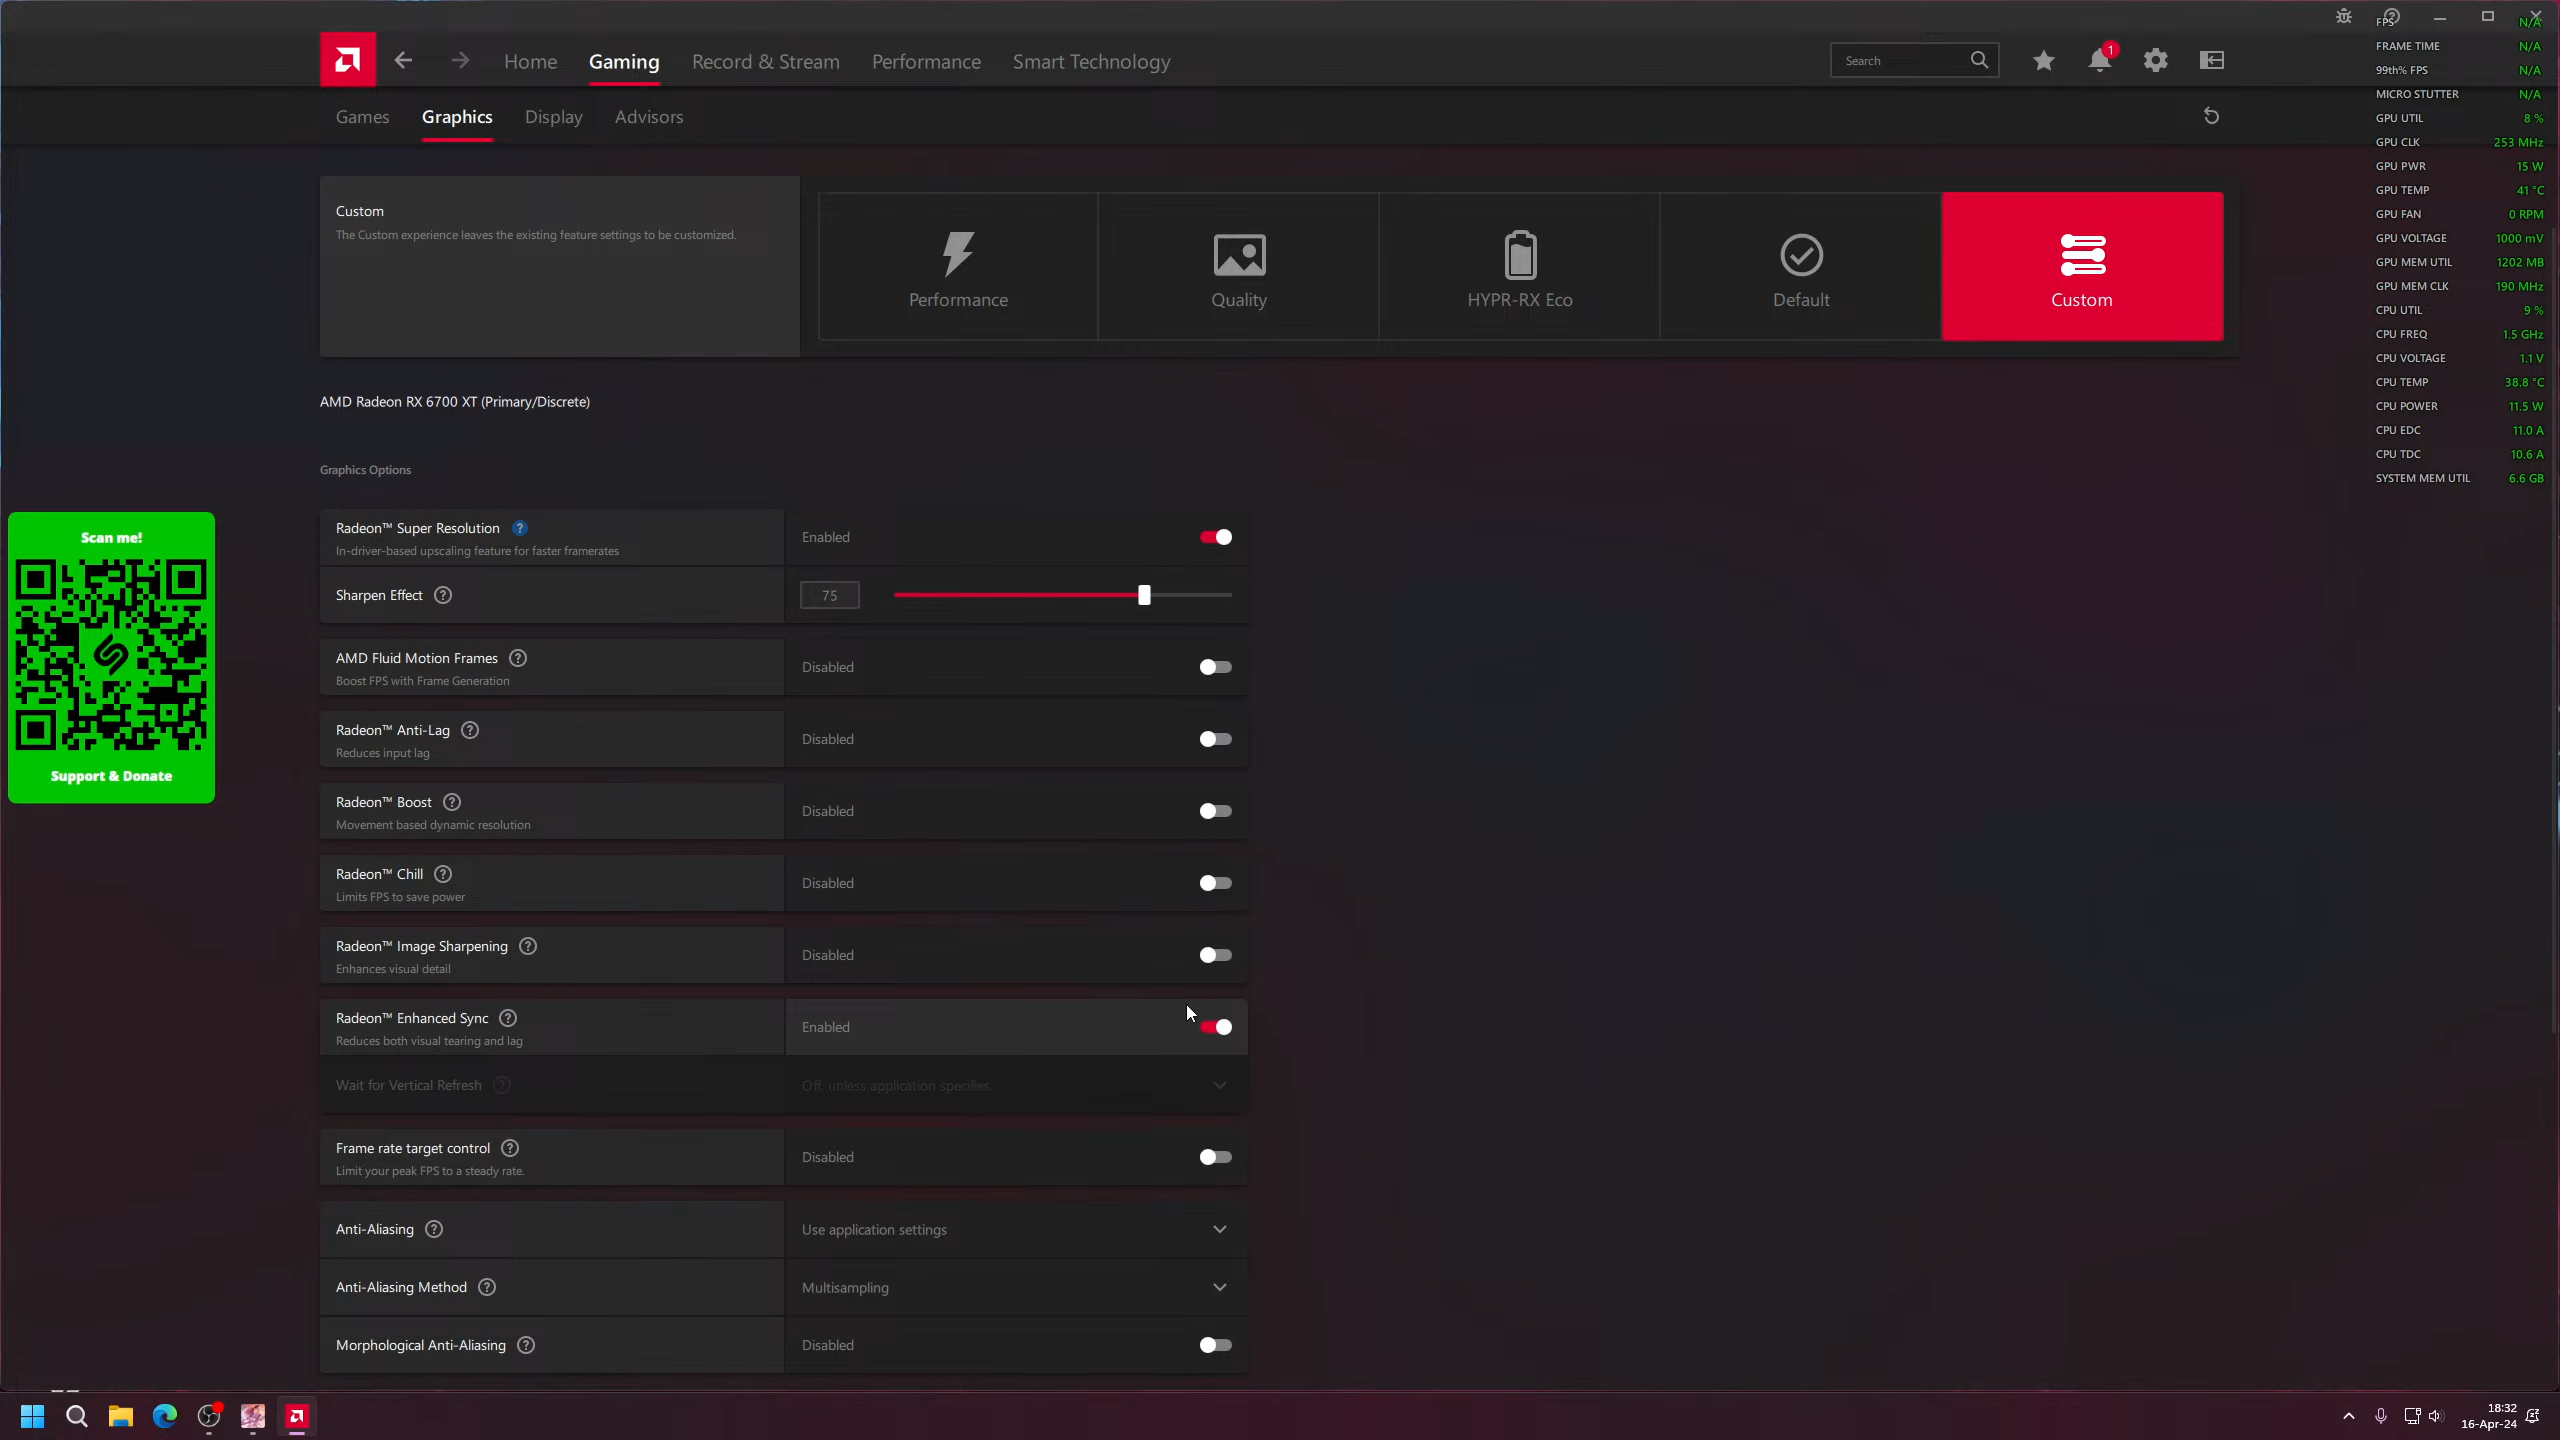 Home
Gaming
Record & Stream
Performance
Smart Technology
Search
1
Games
Graphics
Display
Advisors
FPS N/A
FRAME TIME N/A
99th% FPS N/A
MICRO STUTTER N/A
GPU UTIL 8 %
GPU CLK 253 MHz
GPU PWR 15 W
GPU TEMP 41 °C
GPU FAN 0 RPM
GPU VOLTAGE 1000 mV
GPU MEM UTIL 1202 MB
GPU MEM CLK 190 MHz
CPU UTIL 9 %
CPU FREQ 1.5 GHz
CPU VOLTAGE 1.1 V
CPU TEMP 38.8 °C
CPU POWER 11.5 W
CPU EDC 11.0 A
CPU TDC 10.6 A
SYSTEM MEM UTIL 6.6 GB
Custom
The Custom experience leaves the existing feature settings to be customized.
Performance
Quality
HYPR-RX Eco
Default
Custom
AMD Radeon RX 6700 XT (Primary/Discrete)
Graphics Options
Scan me!
Support & Donate
Radeon™ Super Resolution ?
In-driver-based upscaling feature for faster framerates
Enabled
Sharpen Effect ?
75
AMD Fluid Motion Frames ?
Boost FPS with Frame Generation
Disabled
Radeon™ Anti-Lag ?
Reduces input lag
Disabled
Radeon™ Boost ?
Movement based dynamic resolution
Disabled
Radeon™ Chill ?
Limits FPS to save power
Disabled
Radeon™ Image Sharpening ?
Enhances visual detail
Disabled
Radeon™ Enhanced Sync ?
Reduces both visual tearing and lag
Enabled
Wait for Vertical Refresh ?
Off, unless application specifies.
Frame rate target control ?
Limit your peak FPS to a steady rate.
Disabled
Anti-Aliasing ?
Use application settings
Anti-Aliasing Method ?
Multisampling
Morphological Anti-Aliasing ?
Disabled
18:32
16-Apr-24